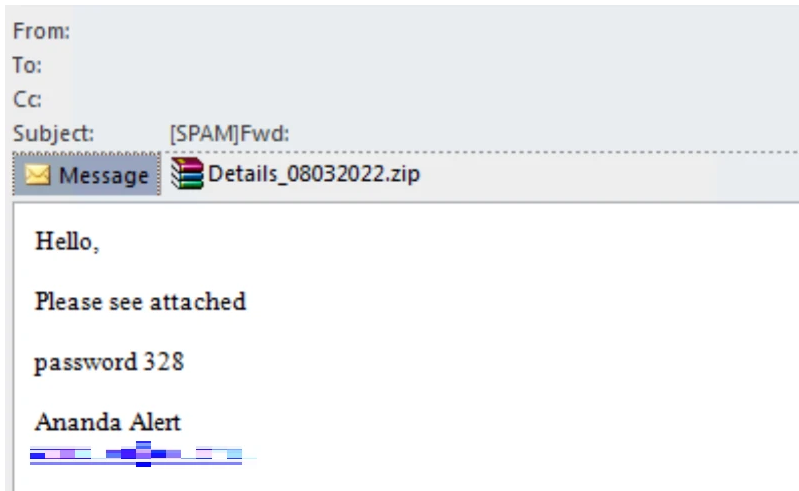 From:
To:
Cc:
Subject: [SPAM]Fwd:
Message Details_08032022.zip
Hello,
Please see attached
password 328
Ananda Alert